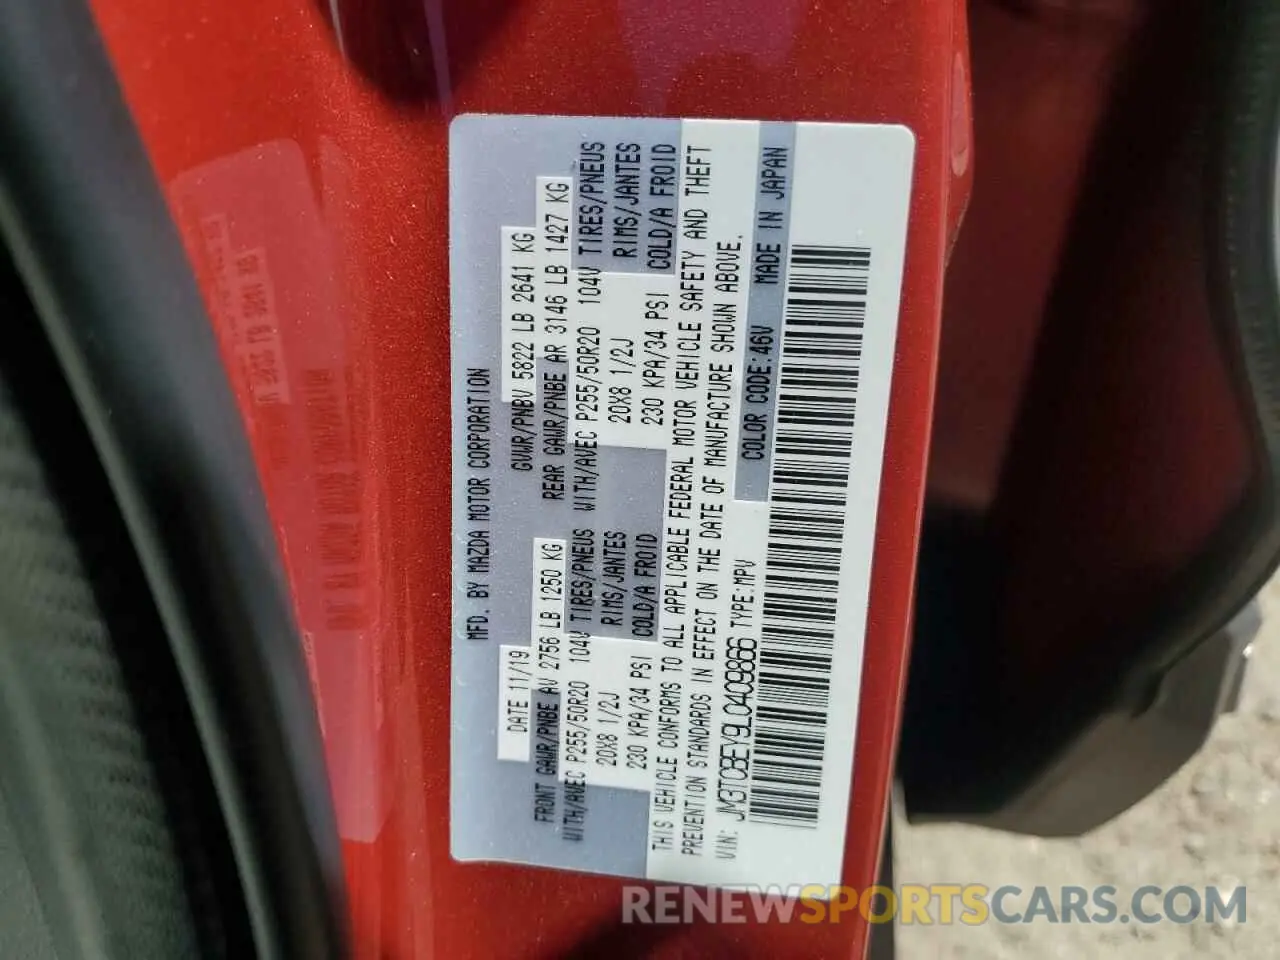 MFD. BY MAZDA MOTOR CORPORATION
DATE 11/19 GVWR/PNBV 5822 LB 2641 KG
FRONT GAWR/PNBE AV 2756 LB 1250 KG REAR GAWR/PNBE AR 3146 LB 1427 KG
WITH/AVEC P255/50R20 104V TIRES/PNEUS WITH/AVEC P255/50R20 104V TIRES/PNEUS
20X8 1/2J RIMS/JANTES 20X8 1/2J RIMS/JANTES
230 KPA/34 PSI COLD/A FROID 230 KPA/34 PSI COLD/A FROID
THIS VEHICLE CONFORMS TO ALL APPLICABLE FEDERAL MOTOR VEHICLE SAFETY AND THEFT
PREVENTION STANDARDS IN EFFECT ON THE DATE OF MANUFACTURE SHOWN ABOVE.
VIN: JM3TCBEY9L0409866 TYPE:MPV COLOR CODE:46V MADE IN JAPAN
RENEWSPORTSCARS.COM